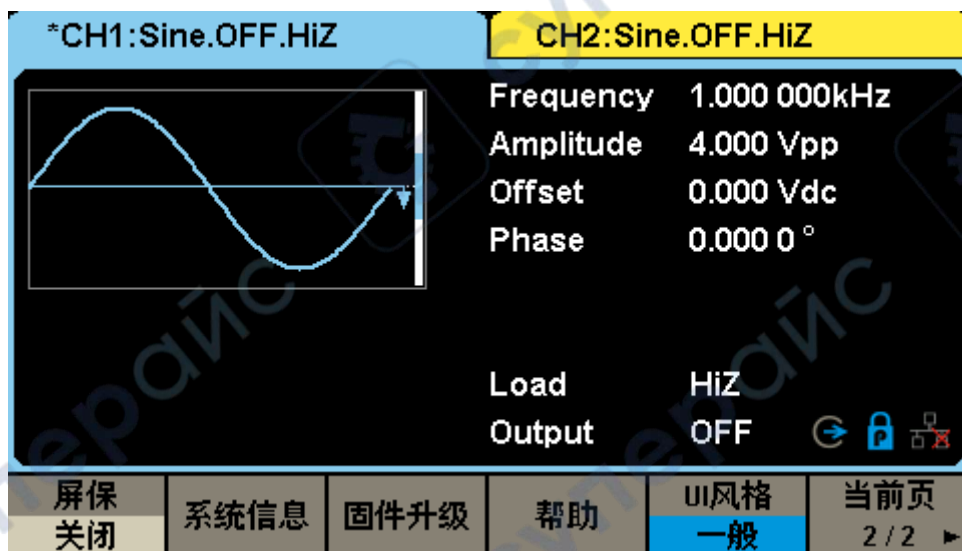 *CH1:Sine.OFF.HiZ
CH2:Sine.OFF.HiZ
Frequency 1.000 000kHz
Amplitude 4.000 Vpp
Offset 0.000 Vdc
Phase 0.000 0 °
Load HiZ
Output OFF
屏保
关闭
系统信息
固件升级
帮助
UI风格
一般
当前页
2/2